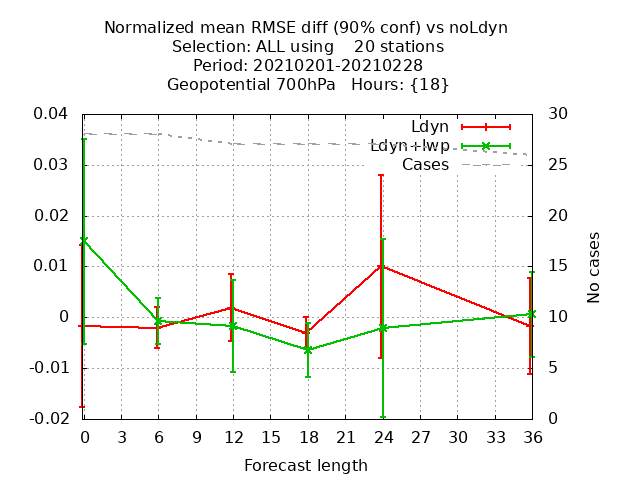 Normalized mean RMSE diff (90% conf) vs noLdyn
Selection: ALL using    20 stations
Period: 20210201-20210228
Geopotential 700hPa   Hours: {18}
0.04
0.03
0.02
0.01
0
-0.01
-0.02
Ldyn
Ldyn+lwp
Cases
30
25
20
15
10
5
0
No cases
0 3 6 9 12 15 18 21 24 27 30 33 36
Forecast length